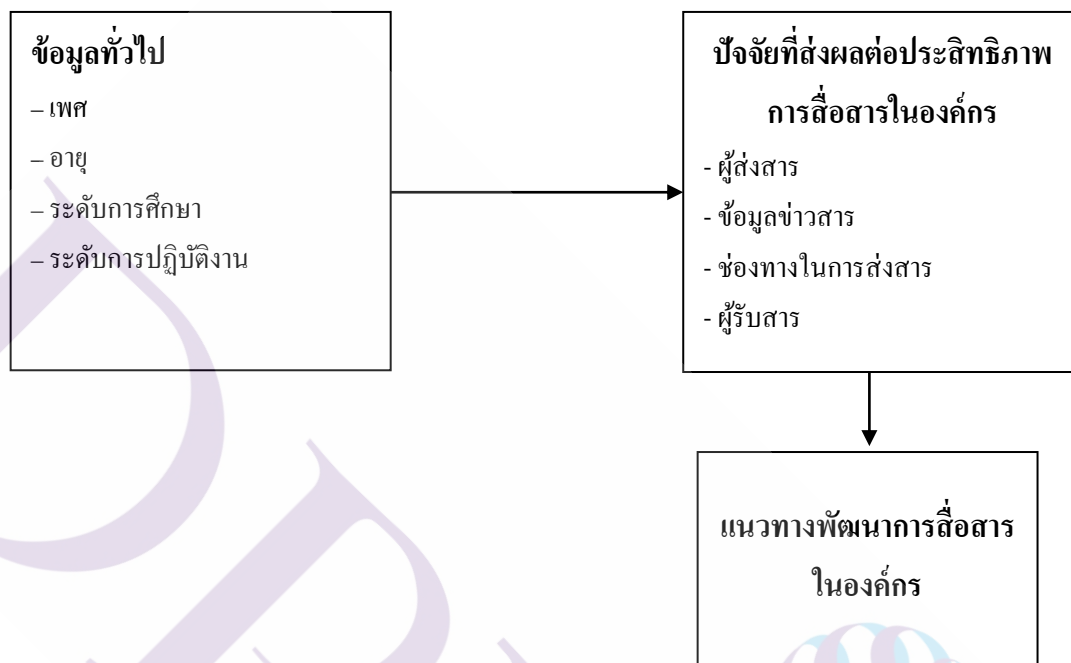 ข้อมูลทั่วไป
– เพศ
– อายุ
– ระดับการศึกษา
– ระดับการปฏิบัติงาน
ปัจจัยที่ส่งผลต่อประสิทธิภาพ
การสื่อสารในองค์กร
- ผู้ส่งสาร
- ข้อมูลข่าวสาร
- ช่องทางในการส่งสาร
- ผู้รับสาร
แนวทางพัฒนาการสื่อสาร
ในองค์กร